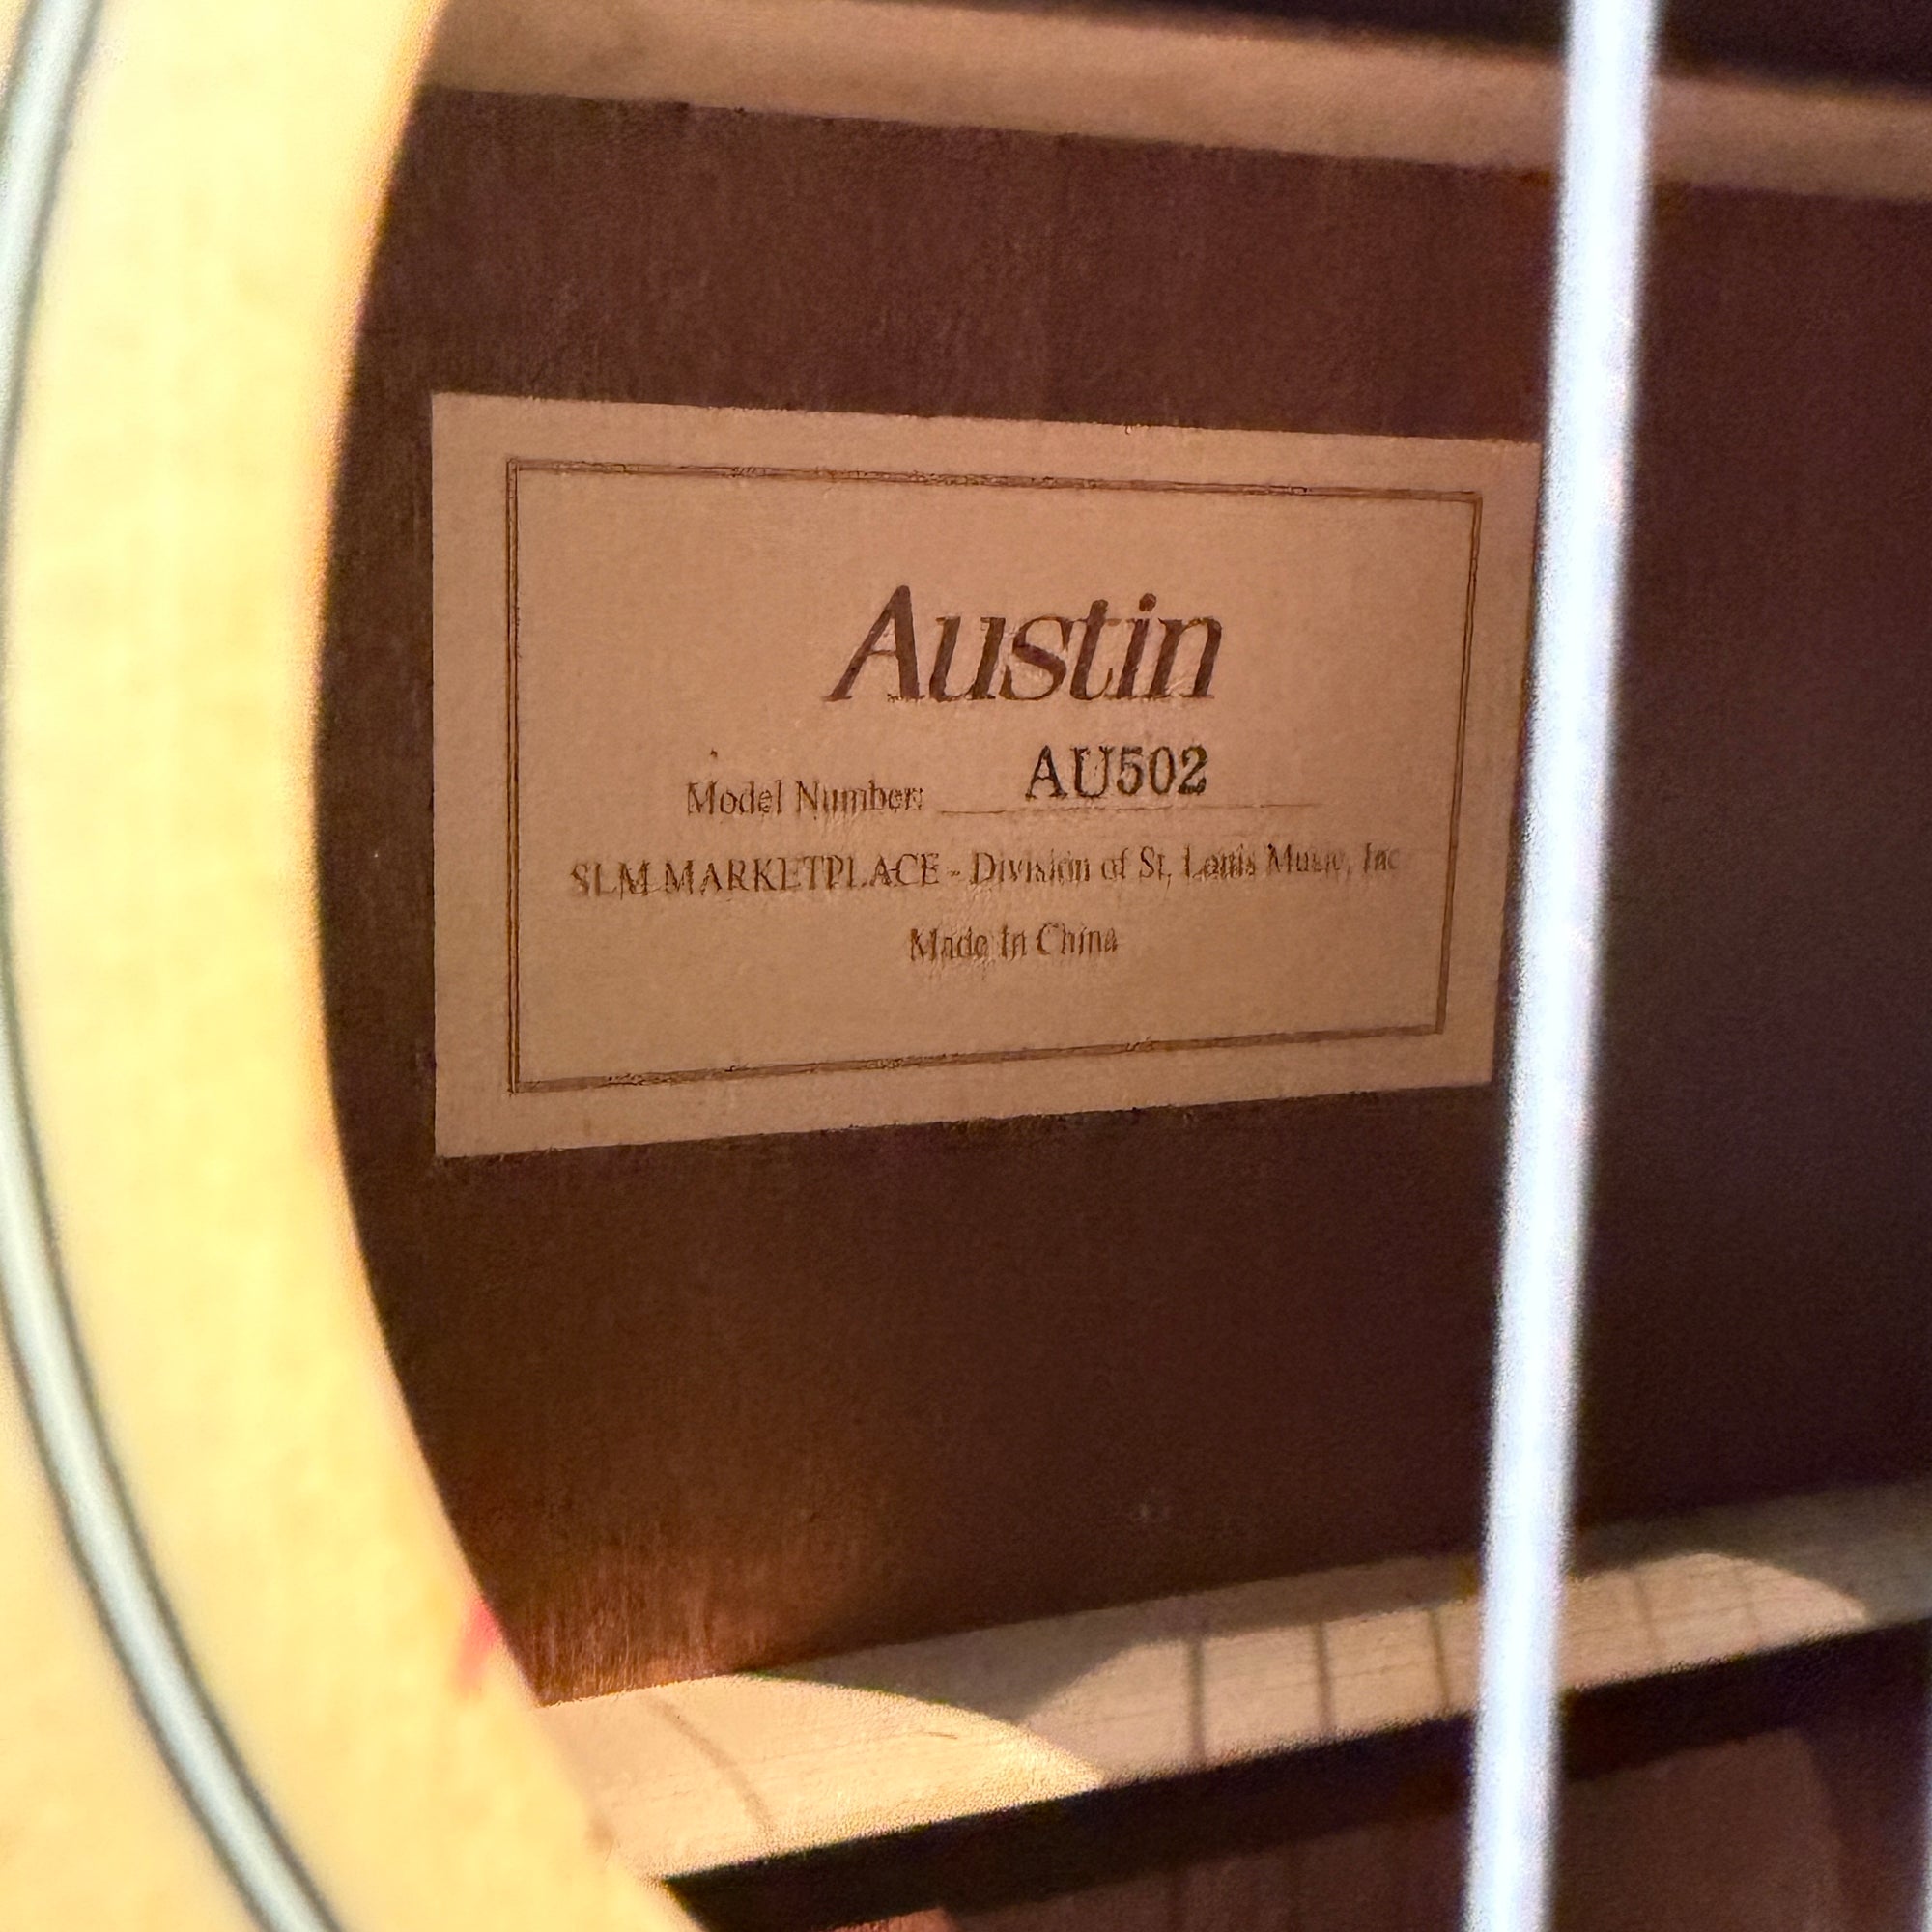 Austin
Model Number: AU502
SLM MARKETPLACE - Division of St. Louis Music, Inc
Made In China